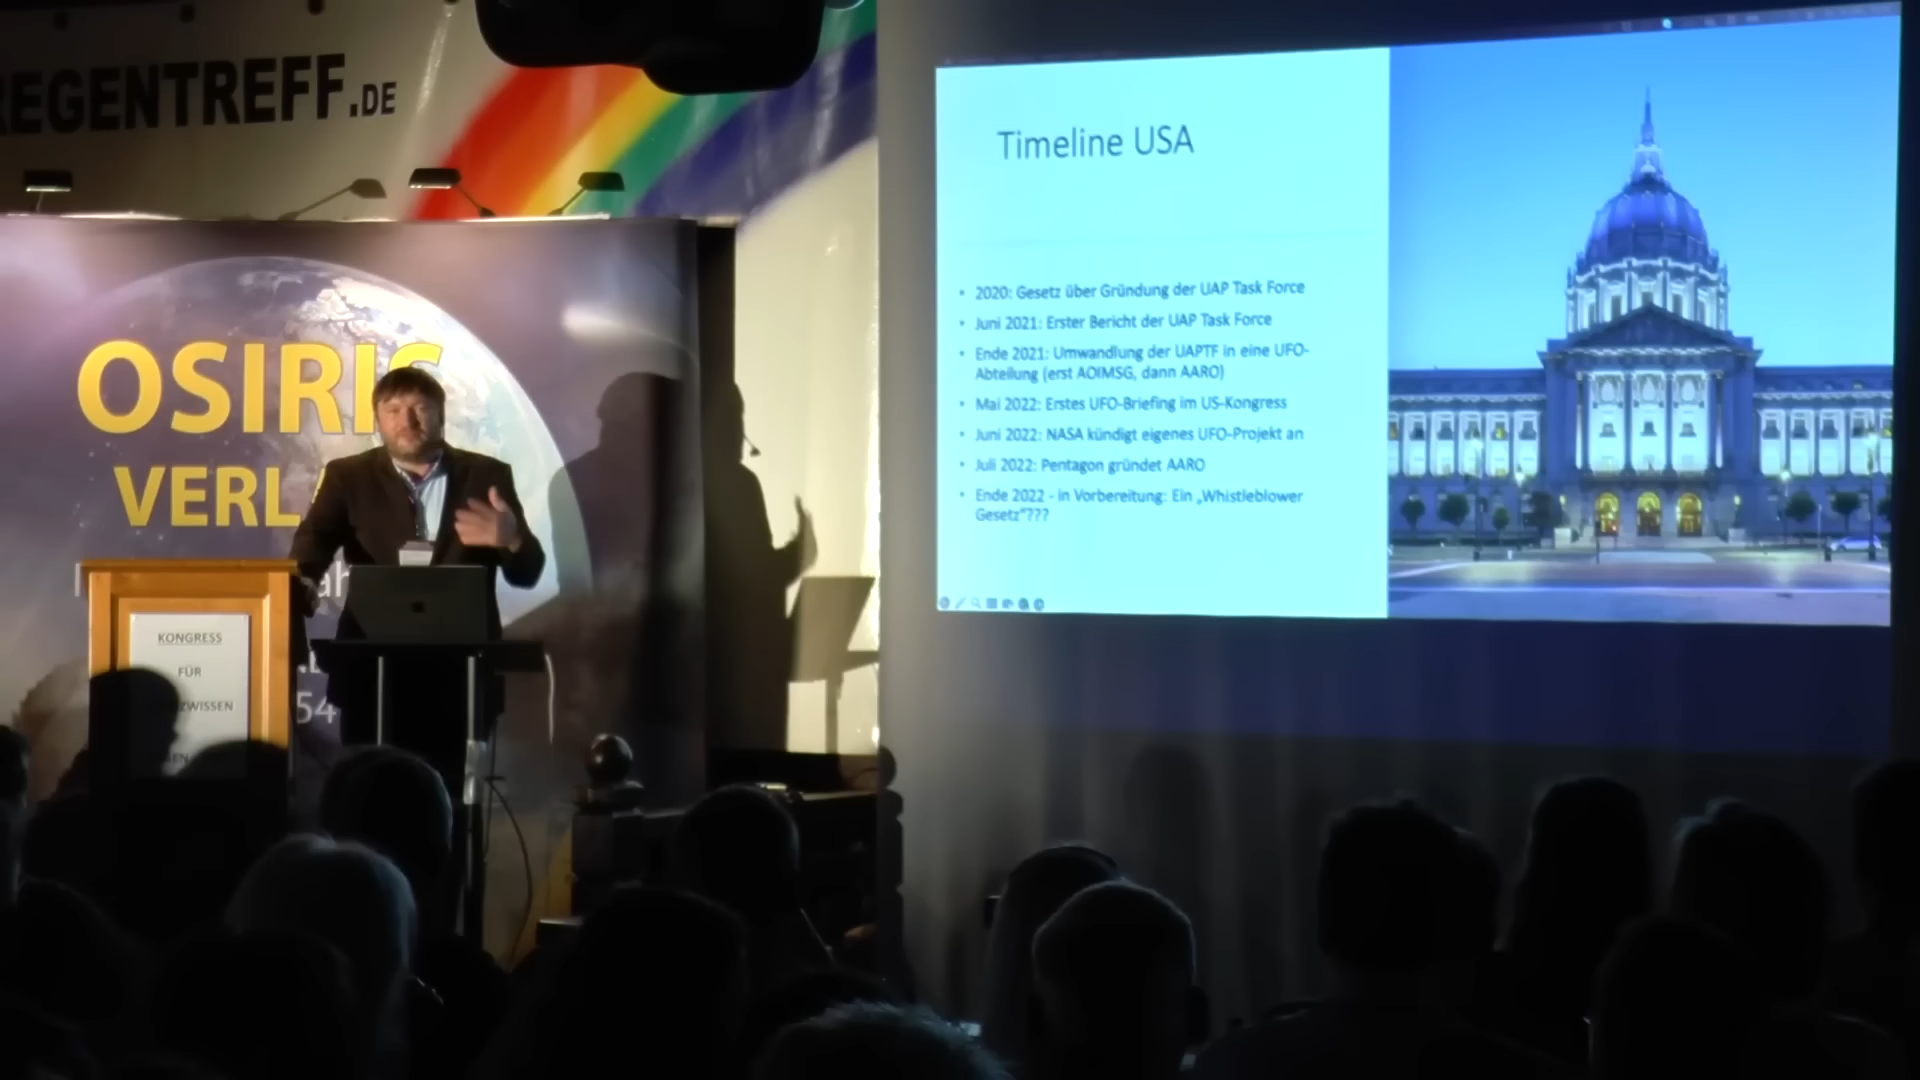 REGENTREFF.DE
OSIRIS
VERL
54
KONGRESS
FÜR
ZWISSEN
Timeline USA
• 2020: Gesetz über Gründung der UAP Task Force
• Juni 2021: Erster Bericht der UAP Task Force
• Ende 2021: Umwandlung der UAPTF in eine UFO-
Abteilung (erst AOIMSG, dann AARO)
• Mai 2022: Erstes UFO-Briefing im US-Kongress
• Juni 2022: NASA kündigt eigenes UFO-Projekt an
• Juli 2022: Pentagon gründet AARO
• Ende 2022 - in Vorbereitung: Ein „Whistleblower
Gesetz"???